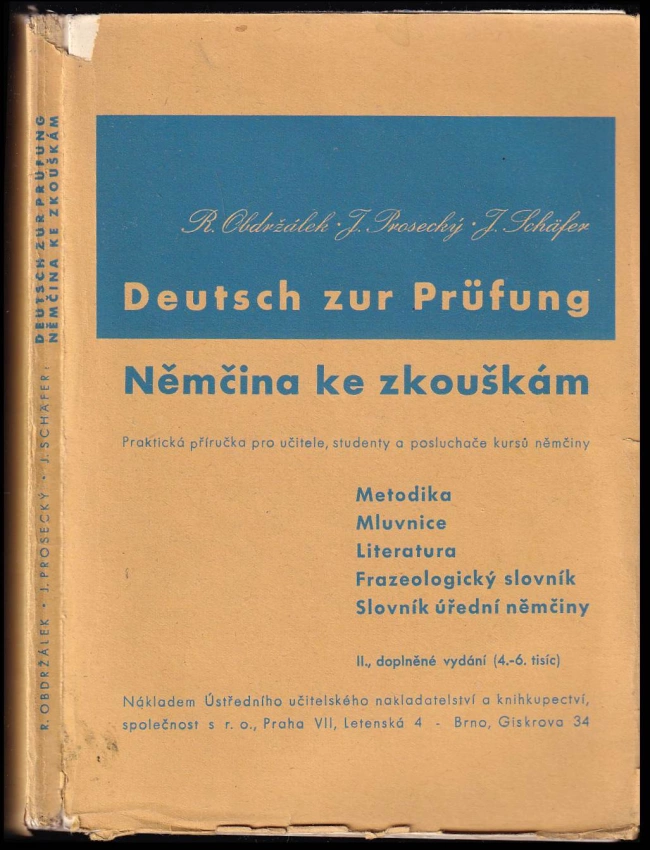 R. Obdržálek · J. Prosecký · J. Schäfer
Deutsch zur Prüfung
Němčina ke zkouškám
Praktická příručka pro učitele, studenty a posluchače kursů němčiny
Metodika
Mluvnice
Literatura
Frazeologický slovník
Slovník úřední němčiny
II., doplněné vydání (4.-6. tisíc)
Nákladem Ústředního učitelského nakladatelství a knihkupectví,
společnost s r. o., Praha VII, Letenská 4 - Brno, Giskrova 34
R. OBDRŽÁLEK · J. PROSECKÝ · J. SCHÄFER:
DEUTSCH ZUR PRÜFUNG
NĚMČINA KE ZKOUŠKÁM